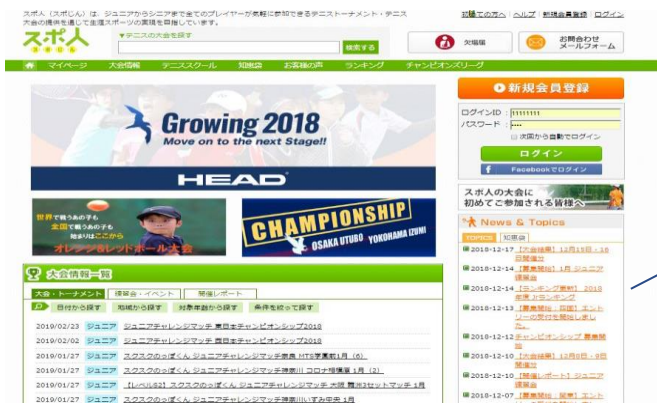 スポ人（スポじん）は、ジュニアからシニアまで全てのプレイヤーが気軽に参加できるテニストーナメント・テニス
大会の提供を通じて生涯スポーツの実現を目指しています。
初めての方へ ヘルプ 新規会員登録 ログイン
スポ人
▼テニスの大会を探す
検索する
欠場届
お問合わせ
メールフォーム
マイページ 大会情報 テニススクール 知恵袋 お客様の声 ランキング チャンピオンズリーグ
Growing 2018
Move on to the next Stage!!
HEAD
世界で戦うあの子も
全国で戦うあの子も
始まりはここから
オレンジ&レッドボール大会
CHAMPIONSHIP
OSAKA UTUBO YOKOHAMA IZUMI
大会情報一覧
大会・トーナメント 練習会・イベント 開催レポート
日付から探す 地域から探す 対象年齢から探す 条件を絞って探す
2019/02/23 ジュニア ジュニアチャレンジマッチ 東日本チャンピオンシップ2018
2019/02/02 ジュニア ジュニアチャレンジマッチ 西日本チャンピオンシップ2018
2019/01/27 ジュニア スクスクのっぽくん ジュニアチャレンジマッチ奈良 MTS学園前1月（6）
2019/01/27 ジュニア スクスクのっぽくん ジュニアチャレンジマッチ神奈川 コロナ相模原 1月（2）
2019/01/27 ジュニア 【レベルS2】スクスクのっぽくん ジュニアチャレンジマッチ 大阪 舞洲3セットマッチ 1月
2019/01/27 ジュニア スクスクのっぽくん ジュニアチャレンジマッチ神奈川いずみ中央 1月
新規会員登録
ログインID：11111111
パスワード：
次回から自動でログイン
ログイン
f Facebookでログイン
スポ人の大会に
初めてご参加される皆様へ
News & Topics
TOPICS 知恵袋
2018-12-17 【大会結果】12月15日・16
日開催分
2018-12-14 【募集開始】1月 ジュニア
練習会
2018-12-14 【ランキング更新】2018
年度 Jrランキング
2018-12-13 【募集開始：四国】エント
リーの受付を開始しまし
た。
2018-12-12 チャンピオンシップ 募集開
始
2018-12-10 【大会結果】12月8日・9日
開催分
2018-12-10 【開催レポート】ジュニア
練習会
2018-12-07 【募集開始：関東】エント